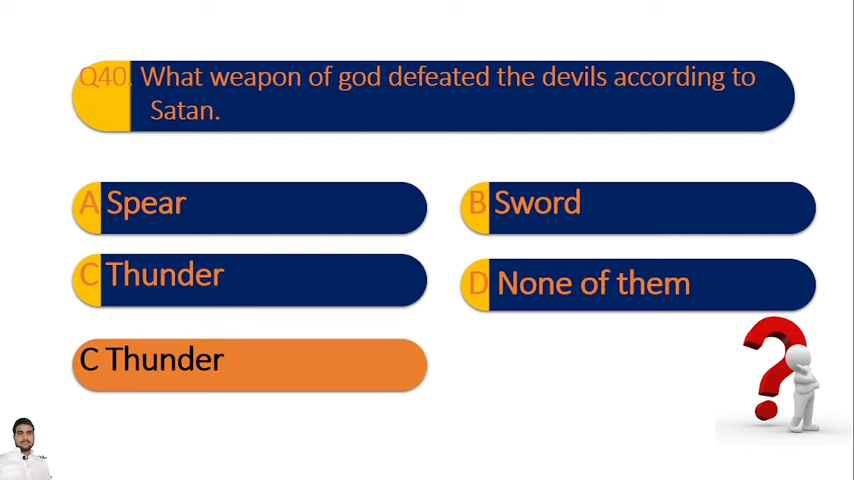 Q40. What weapon of god defeated the devils according to
Satan.
A Spear
B Sword
C Thunder
D None of them
C Thunder